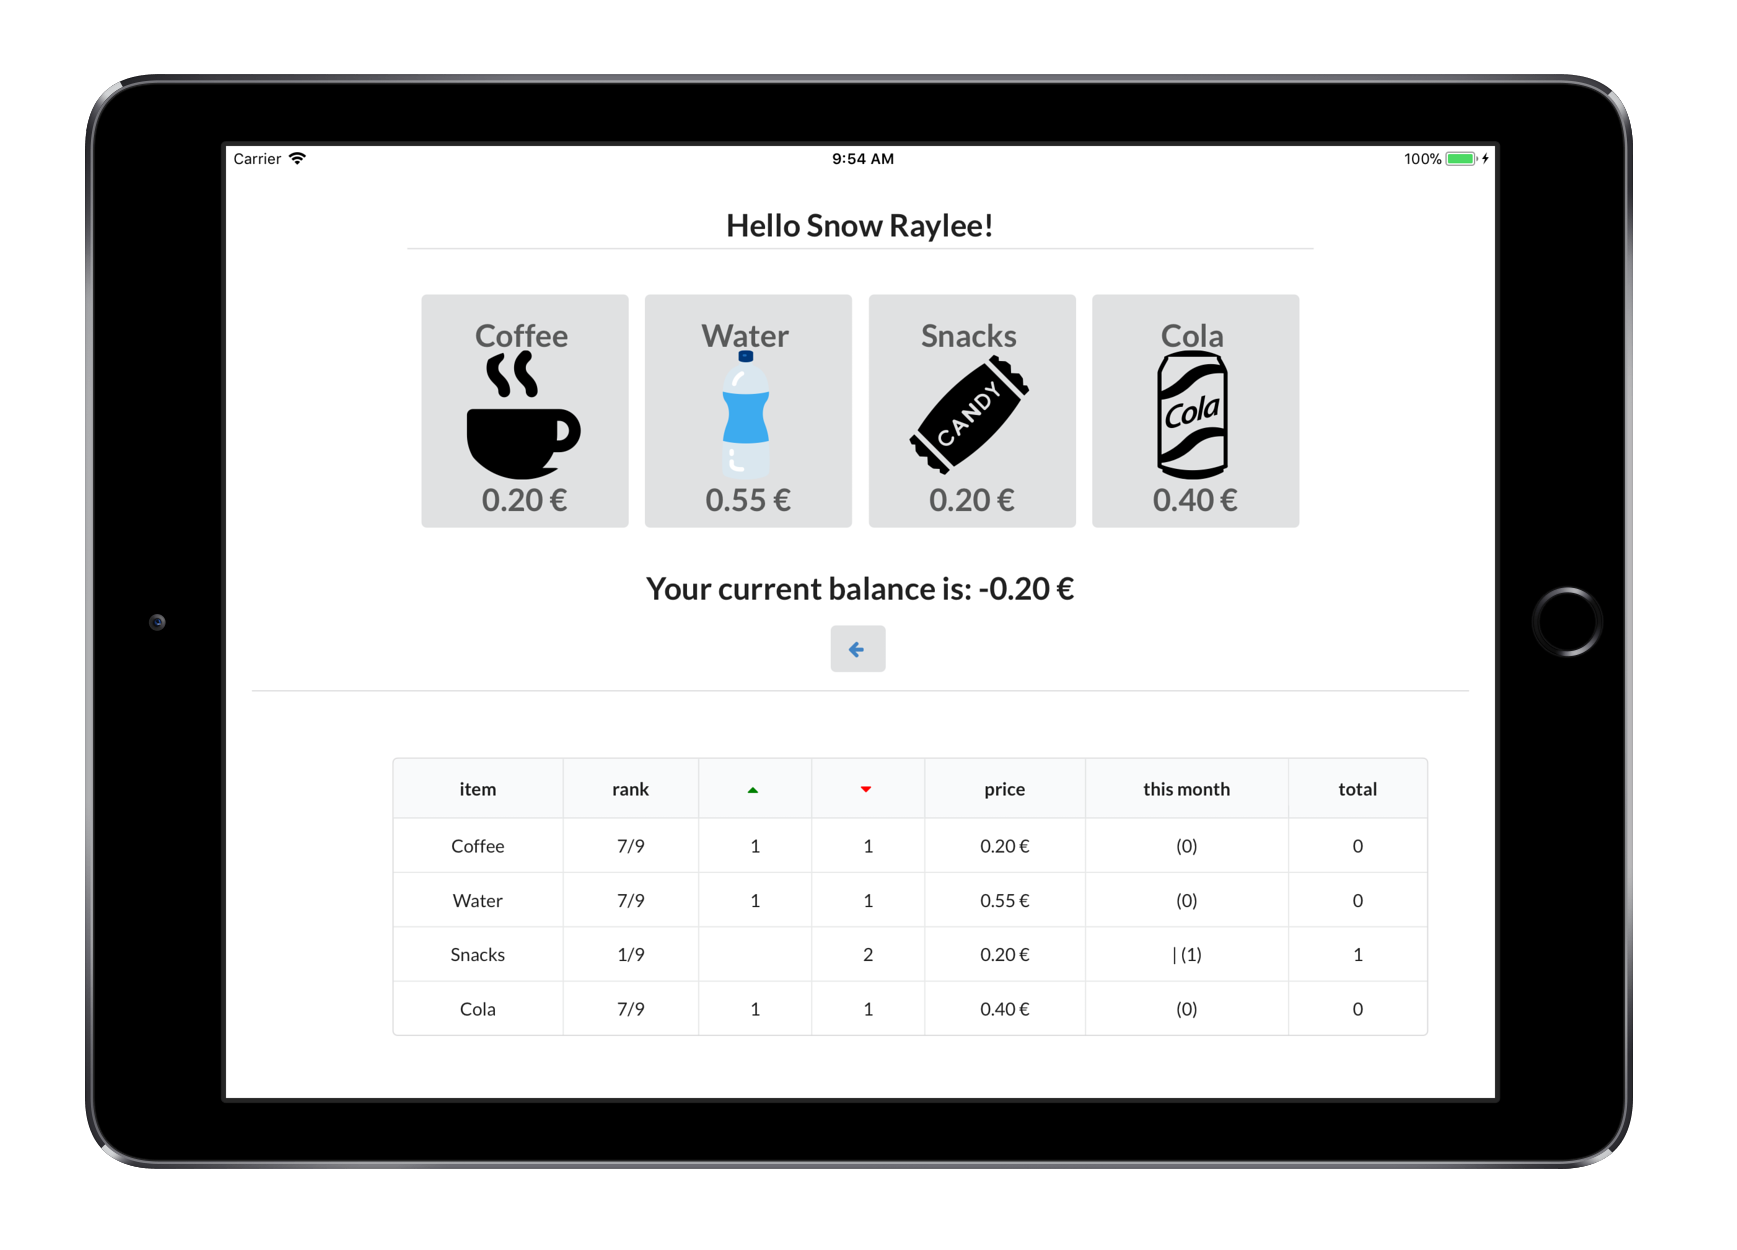 Carrier 9:54 AM 100%
Hello Snow Raylee!
Coffee Water Snacks Cola
CANDY Cola
0.20 € 0.55 € 0.20 € 0.40 €
Your current balance is: -0.20 €
item rank price this month total
Coffee 7/9 1 1 0.20 € (0) 0
Water 7/9 1 1 0.55 € (0) 0
Snacks 1/9 2 0.20 € | (1) 1
Cola 7/9 1 1 0.40 € (0) 0